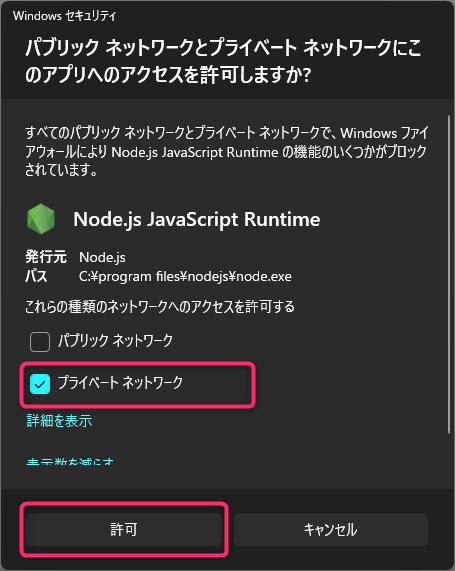 Windows セキュリティ
パブリック ネットワークとプライベート ネットワークにこ
のアプリへのアクセスを許可しますか?
すべてのパブリック ネットワークとプライベート ネットワークで、Windows ファイ
アウォールにより Node.js JavaScript Runtime の機能のいくつかがブロック
されています。
Node.js JavaScript Runtime
発行元 Node.js
パス C:¥program files¥nodejs¥node.exe
これらの種類のネットワークへのアクセスを許可する
パブリック ネットワーク
プライベート ネットワーク
詳細を表示
表示数を減らす
許可 キャンセル